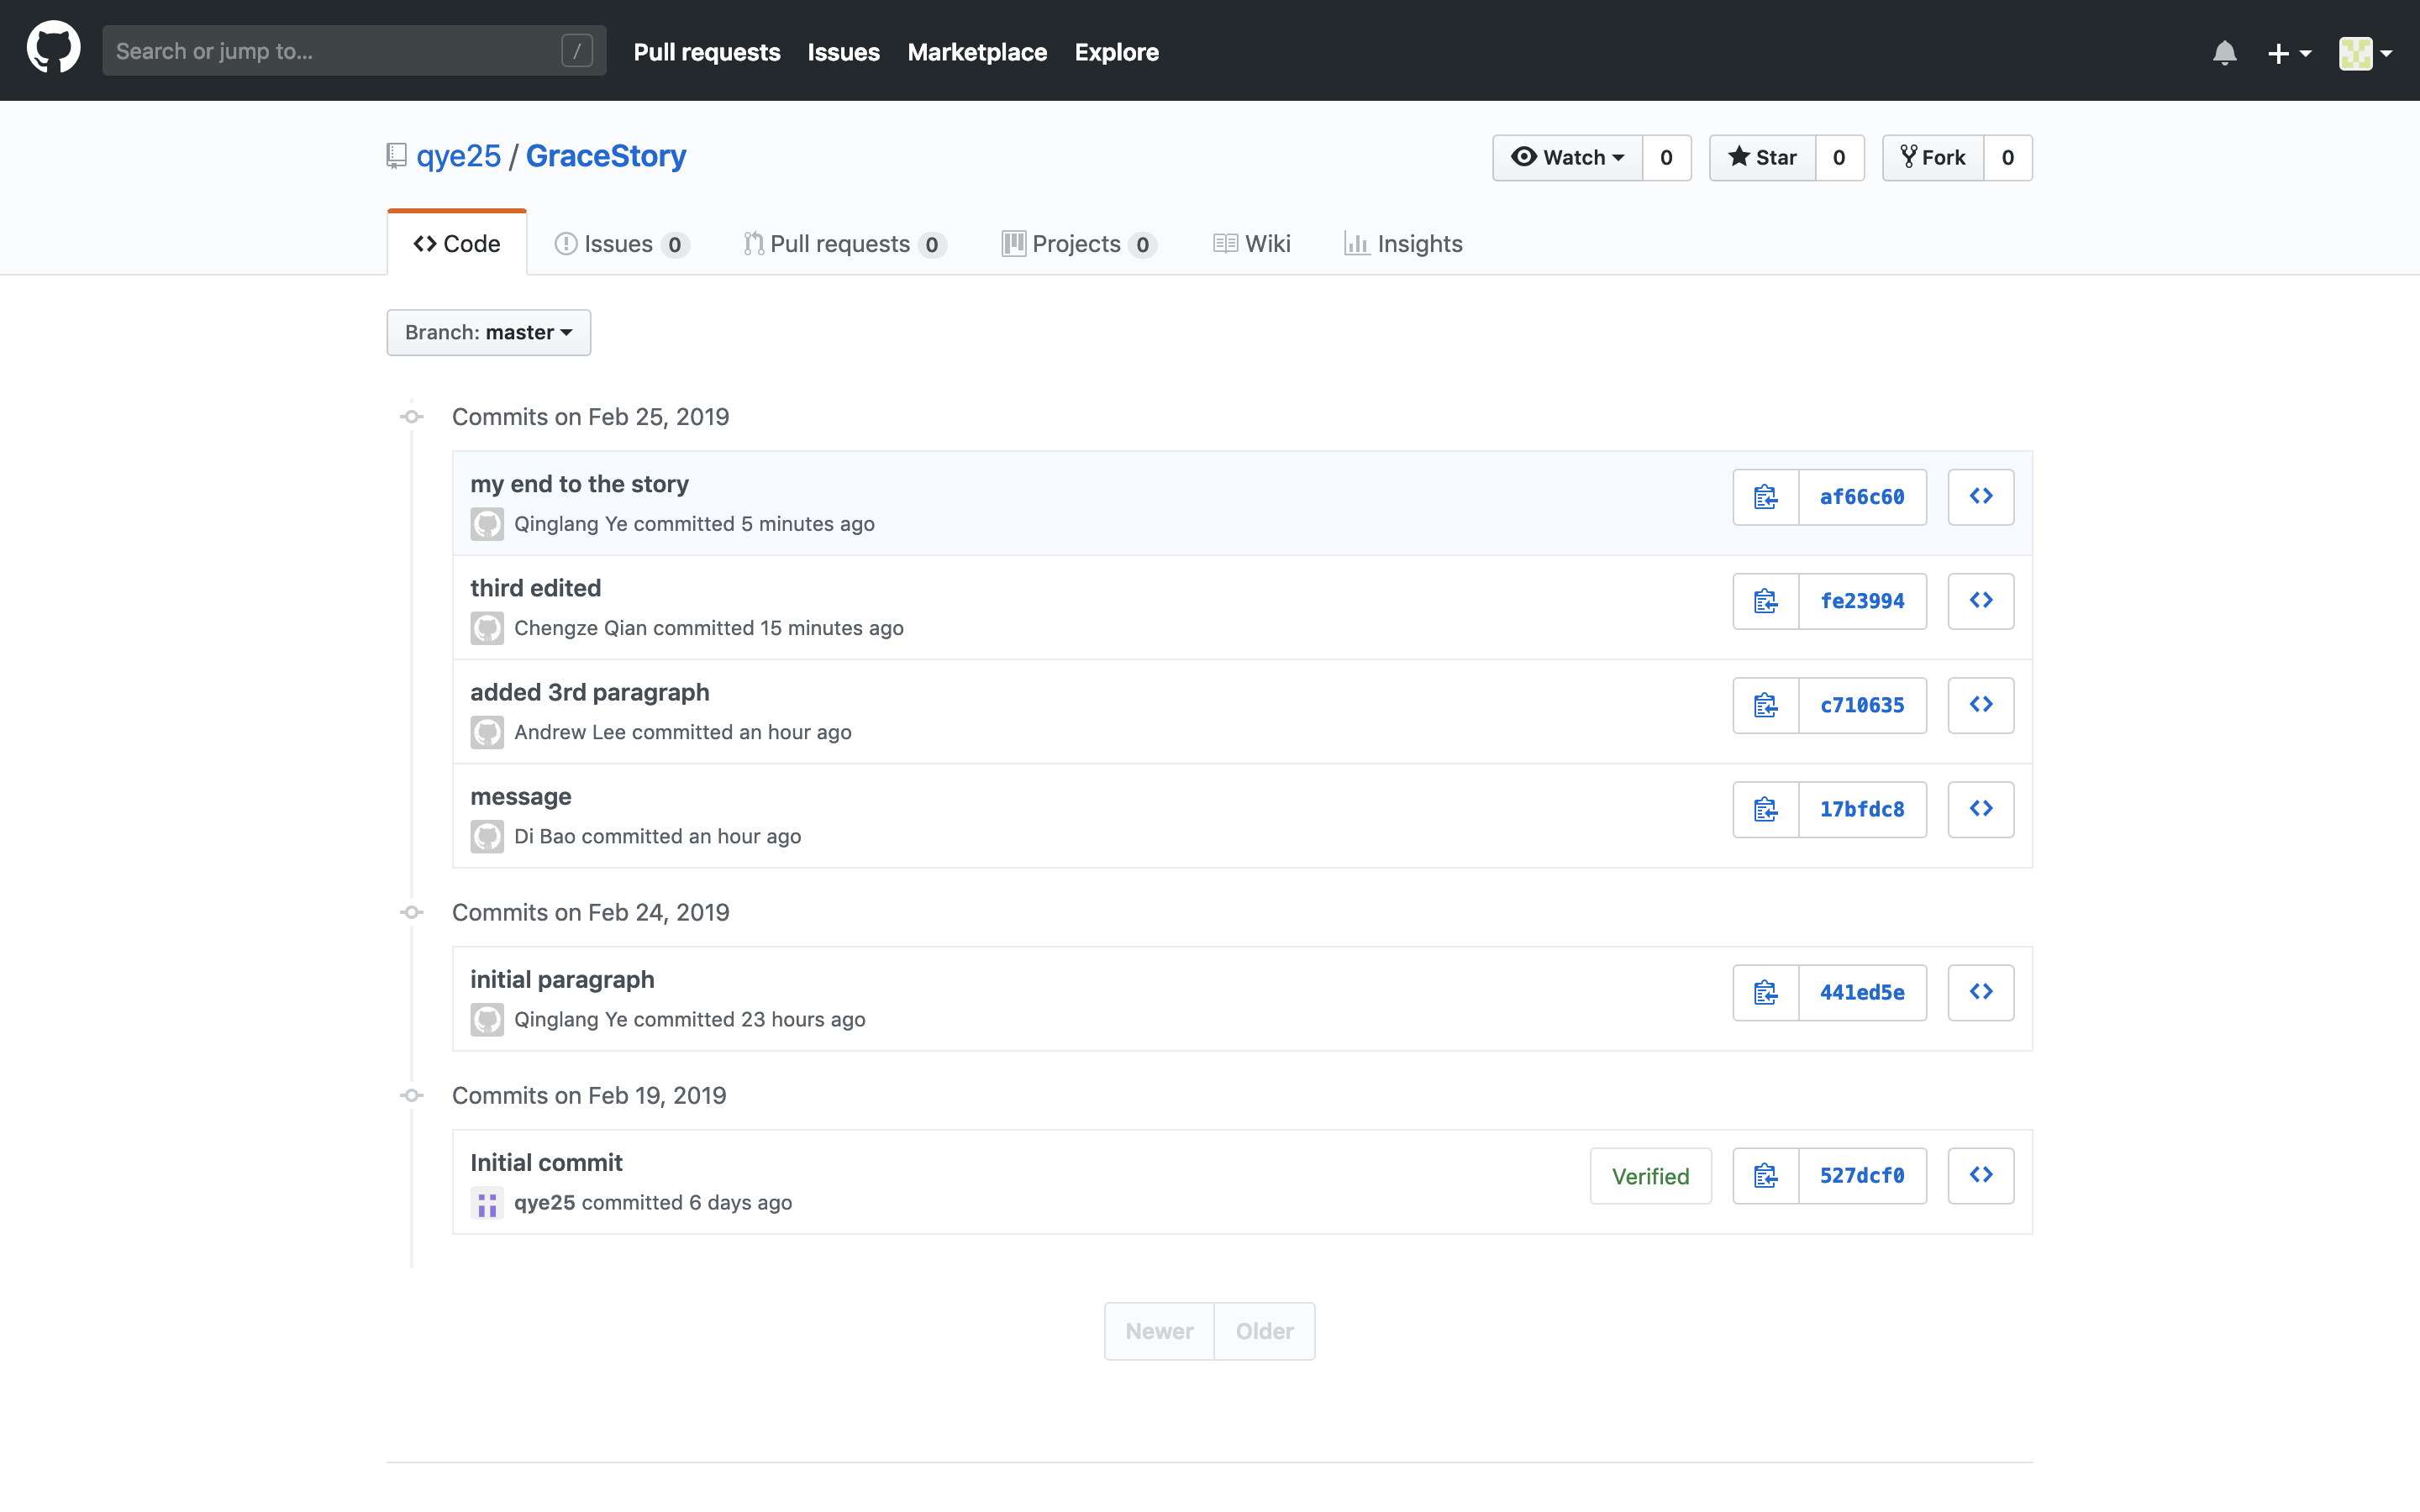 Search or jump to... /
Pull requests Issues Marketplace Explore
qye25 / GraceStory
Watch 0 Star 0 Fork 0
Code Issues 0 Pull requests 0 Projects 0 Wiki Insights
Branch: master
Commits on Feb 25, 2019
my end to the story
Qinglang Ye committed 5 minutes ago
af66c60
third edited
Chengze Qian committed 15 minutes ago
fe23994
added 3rd paragraph
Andrew Lee committed an hour ago
c710635
message
Di Bao committed an hour ago
17bfdc8
Commits on Feb 24, 2019
initial paragraph
Qinglang Ye committed 23 hours ago
441ed5e
Commits on Feb 19, 2019
Initial commit
qye25 committed 6 days ago
Verified 527dcf0
Newer Older